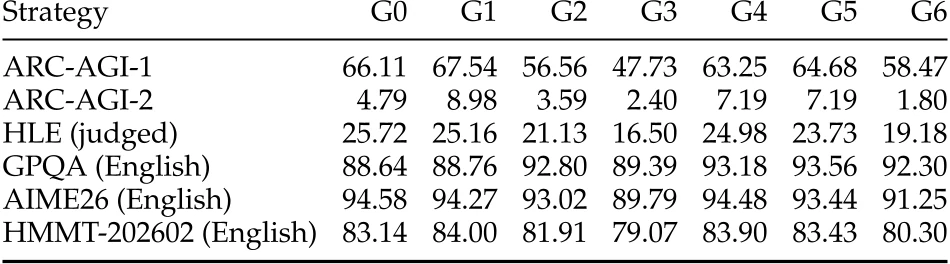 Strategy G0 G1 G2 G3 G4 G5 G6
ARC-AGI-1 66.11 67.54 56.56 47.73 63.25 64.68 58.47
ARC-AGI-2 4.79 8.98 3.59 2.40 7.19 7.19 1.80
HLE (judged) 25.72 25.16 21.13 16.50 24.98 23.73 19.18
GPQA (English) 88.64 88.76 92.80 89.39 93.18 93.56 92.30
AIME26 (English) 94.58 94.27 93.02 89.79 94.48 93.44 91.25
HMMT-202602 (English) 83.14 84.00 81.91 79.07 83.90 83.43 80.30